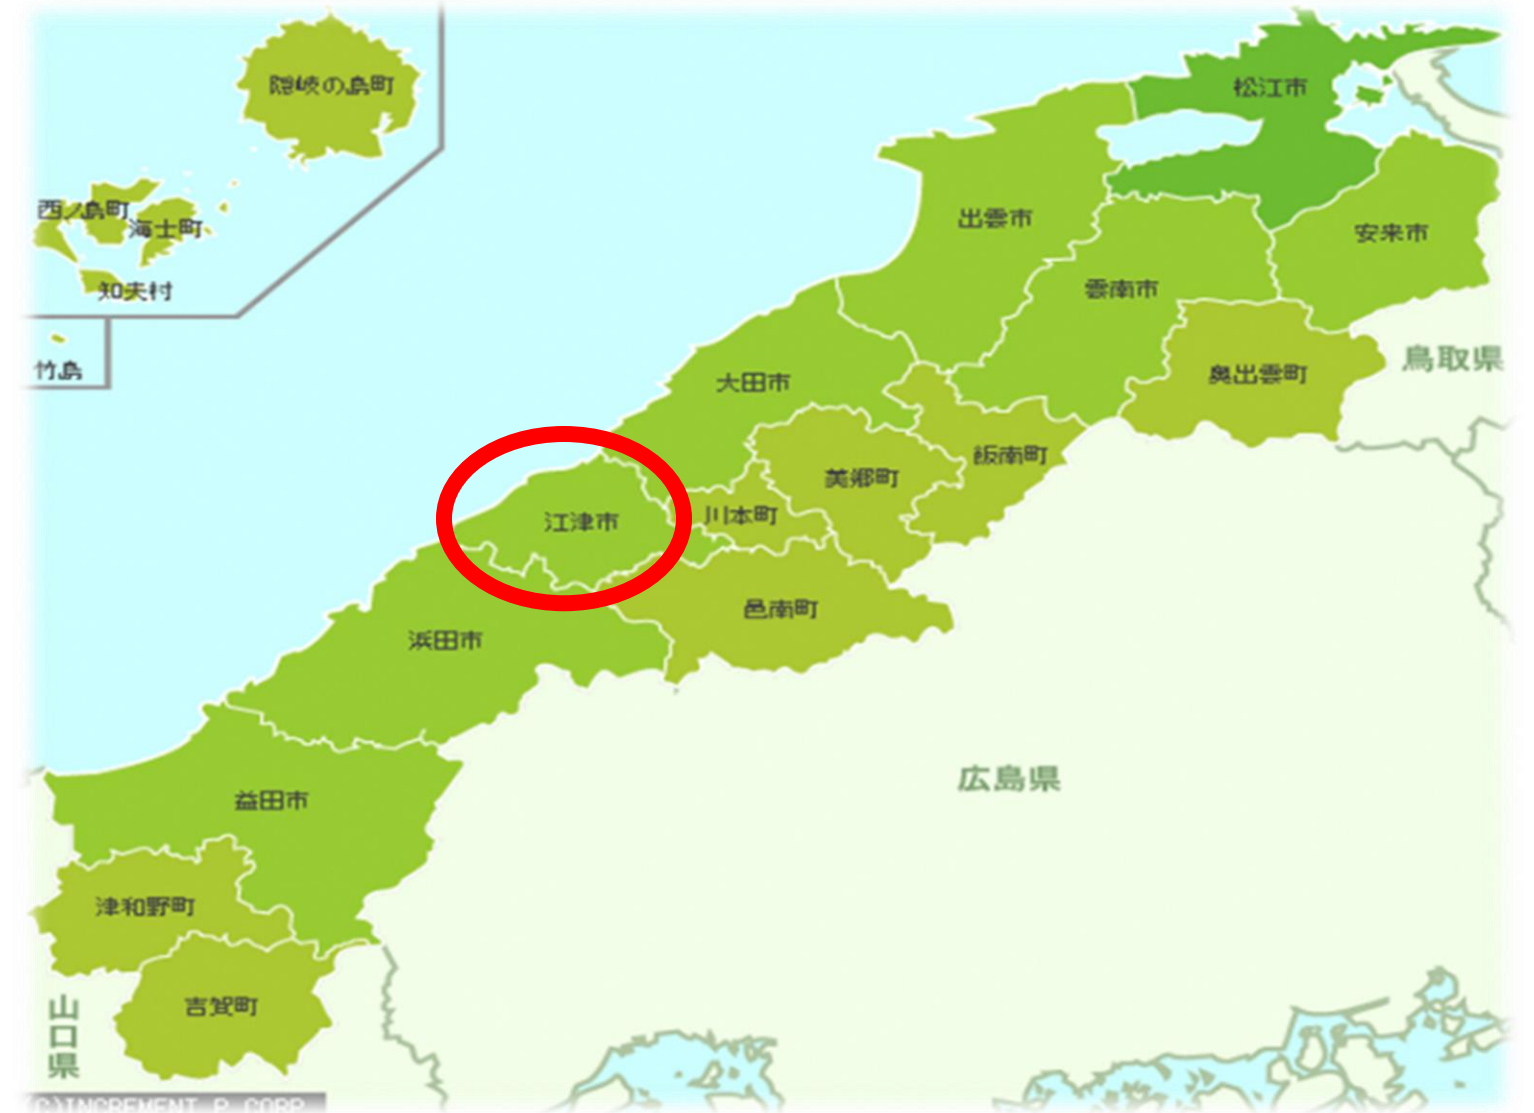 隠岐の島町
松江市
西ノ島町
海士町
出雲市
安来市
知夫村
雲南市
竹島
大田市
奥出雲町
鳥取県
飯南町
美郷町
川本町
江津市
邑南町
浜田市
広島県
益田市
津和野町
吉賀町
山口県
(C)INCREMENT P CORP